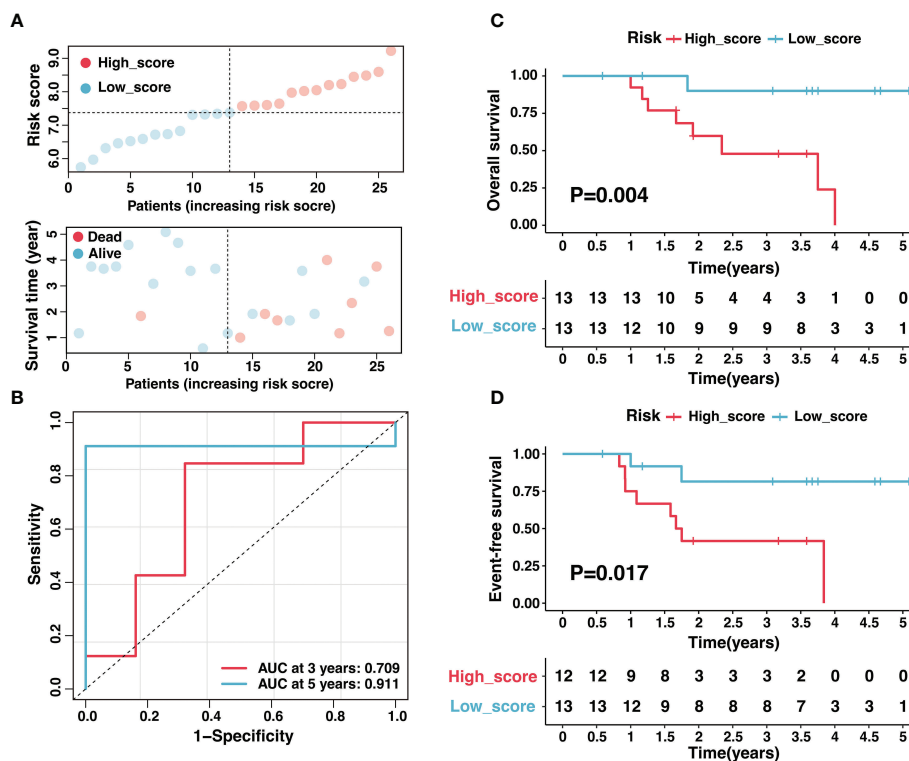 A
High_score
Low_score
Risk score
6.0 7.0 8.0 9.0
0 5 10 15 20 25
Patients (increasing risk socre)
Dead
Alive
Survival time (year)
1 2 3 4 5
0 5 10 15 20 25
Patients (increasing risk socre)
B
Sensitivity
0.0 0.2 0.4 0.6 0.8 1.0
AUC at 3 years: 0.709
AUC at 5 years: 0.911
0.0 0.2 0.4 0.6 0.8 1.0
1–Specificity
C
Risk High_score Low_score
Overall survival
1.00
0.75
0.50
0.25
0.00
P=0.004
0 0.5 1 1.5 2 2.5 3 3.5 4 4.5 5
Time(years)
High_score 13 13 13 10 5 4 4 3 1 0 0
Low_score 13 13 12 10 9 9 9 8 3 3 1
0 0.5 1 1.5 2 2.5 3 3.5 4 4.5 5
Time(years)
D
Risk High_score Low_score
Event-free survival
1.00
0.75
0.50
0.25
0.00
P=0.017
0 0.5 1 1.5 2 2.5 3 3.5 4 4.5 5
Time(years)
High_score 12 12 9 8 3 3 3 2 0 0 0
Low_score 13 13 12 9 8 8 8 7 3 3 1
0 0.5 1 1.5 2 2.5 3 3.5 4 4.5 5
Time(years)